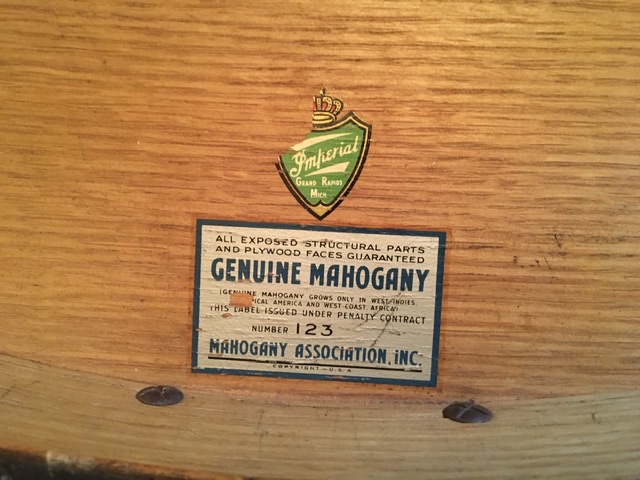 Imperial
GRAND RAPIDS
MICH
ALL EXPOSED STRUCTURAL PARTS
AND PLYWOOD FACES GUARANTEED
GENUINE MAHOGANY
(GENUINE MAHOGANY GROWS ONLY IN WEST INDIES,
ICAL AMERICA AND WEST COAST AFRICA)
THIS LABEL ISSUED UNDER PENALTY CONTRACT
NUMBER 123
MAHOGANY ASSOCIATION, INC.
COPYRIGHT—U.S.A